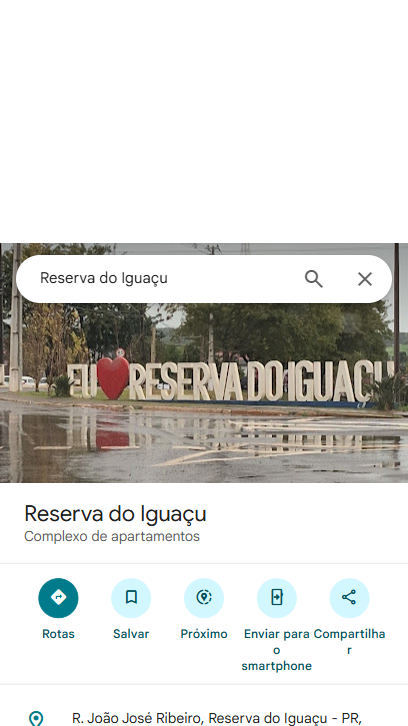 Reserva do Iguaçu
EU RESERVA DO IGUAÇU
Reserva do Iguaçu
Complexo de apartamentos
Rotas
Salvar
Próximo
Enviar para
o
smartphone
Compartilha
r
R. João José Ribeiro, Reserva do Iguaçu - PR,